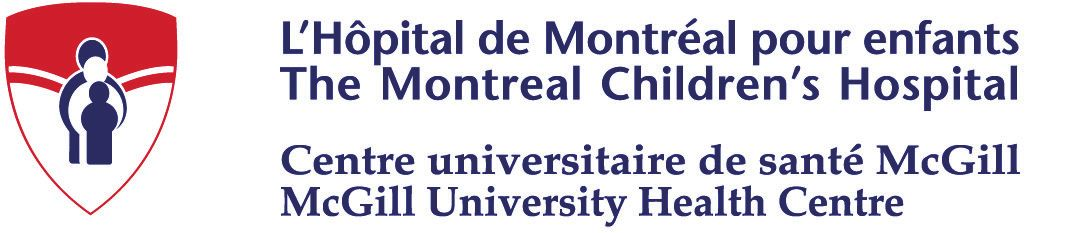 L’Hôpital de Montréal pour enfants
The Montreal Children’s Hospital
Centre universitaire de santé McGill
McGill University Health Centre